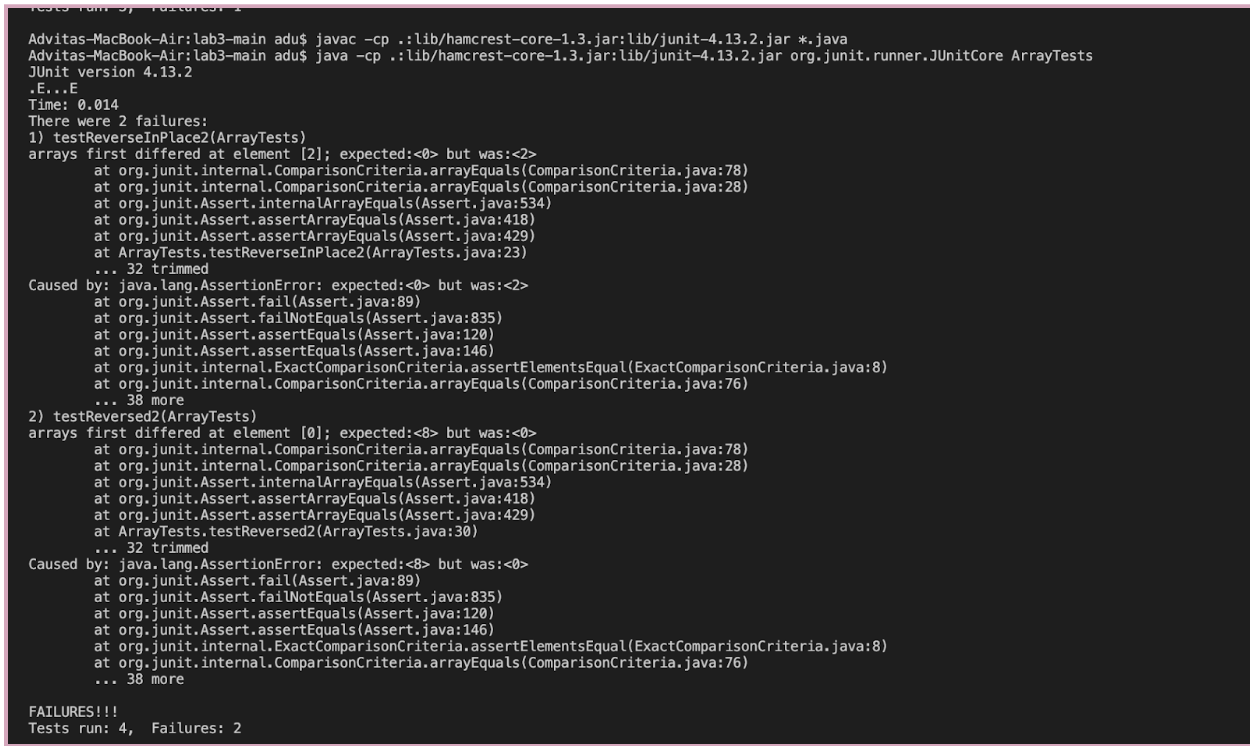 Tests run: 5,  Failures: 1
Advitas-MacBook-Air:lab3-main adu$ javac -cp .:lib/hamcrest-core-1.3.jar:lib/junit-4.13.2.jar *.java
Advitas-MacBook-Air:lab3-main adu$ java -cp .:lib/hamcrest-core-1.3.jar:lib/junit-4.13.2.jar org.junit.runner.JUnitCore ArrayTests
JUnit version 4.13.2
.E...E
Time: 0.014
There were 2 failures:
1) testReverseInPlace2(ArrayTests)
arrays first differed at element [2]; expected:<0> but was:<2>
        at org.junit.internal.ComparisonCriteria.arrayEquals(ComparisonCriteria.java:78)
        at org.junit.internal.ComparisonCriteria.arrayEquals(ComparisonCriteria.java:28)
        at org.junit.Assert.internalArrayEquals(Assert.java:534)
        at org.junit.Assert.assertArrayEquals(Assert.java:418)
        at org.junit.Assert.assertArrayEquals(Assert.java:429)
        at ArrayTests.testReverseInPlace2(ArrayTests.java:23)
        ... 32 trimmed
Caused by: java.lang.AssertionError: expected:<0> but was:<2>
        at org.junit.Assert.fail(Assert.java:89)
        at org.junit.Assert.failNotEquals(Assert.java:835)
        at org.junit.Assert.assertEquals(Assert.java:120)
        at org.junit.Assert.assertEquals(Assert.java:146)
        at org.junit.internal.ExactComparisonCriteria.assertElementsEqual(ExactComparisonCriteria.java:8)
        at org.junit.internal.ComparisonCriteria.arrayEquals(ComparisonCriteria.java:76)
        ... 38 more
2) testReversed2(ArrayTests)
arrays first differed at element [0]; expected:<8> but was:<0>
        at org.junit.internal.ComparisonCriteria.arrayEquals(ComparisonCriteria.java:78)
        at org.junit.internal.ComparisonCriteria.arrayEquals(ComparisonCriteria.java:28)
        at org.junit.Assert.internalArrayEquals(Assert.java:534)
        at org.junit.Assert.assertArrayEquals(Assert.java:418)
        at org.junit.Assert.assertArrayEquals(Assert.java:429)
        at ArrayTests.testReversed2(ArrayTests.java:30)
        ... 32 trimmed
Caused by: java.lang.AssertionError: expected:<8> but was:<0>
        at org.junit.Assert.fail(Assert.java:89)
        at org.junit.Assert.failNotEquals(Assert.java:835)
        at org.junit.Assert.assertEquals(Assert.java:120)
        at org.junit.Assert.assertEquals(Assert.java:146)
        at org.junit.internal.ExactComparisonCriteria.assertElementsEqual(ExactComparisonCriteria.java:8)
        at org.junit.internal.ComparisonCriteria.arrayEquals(ComparisonCriteria.java:76)
        ... 38 more
FAILURES!!!
Tests run: 4,  Failures: 2